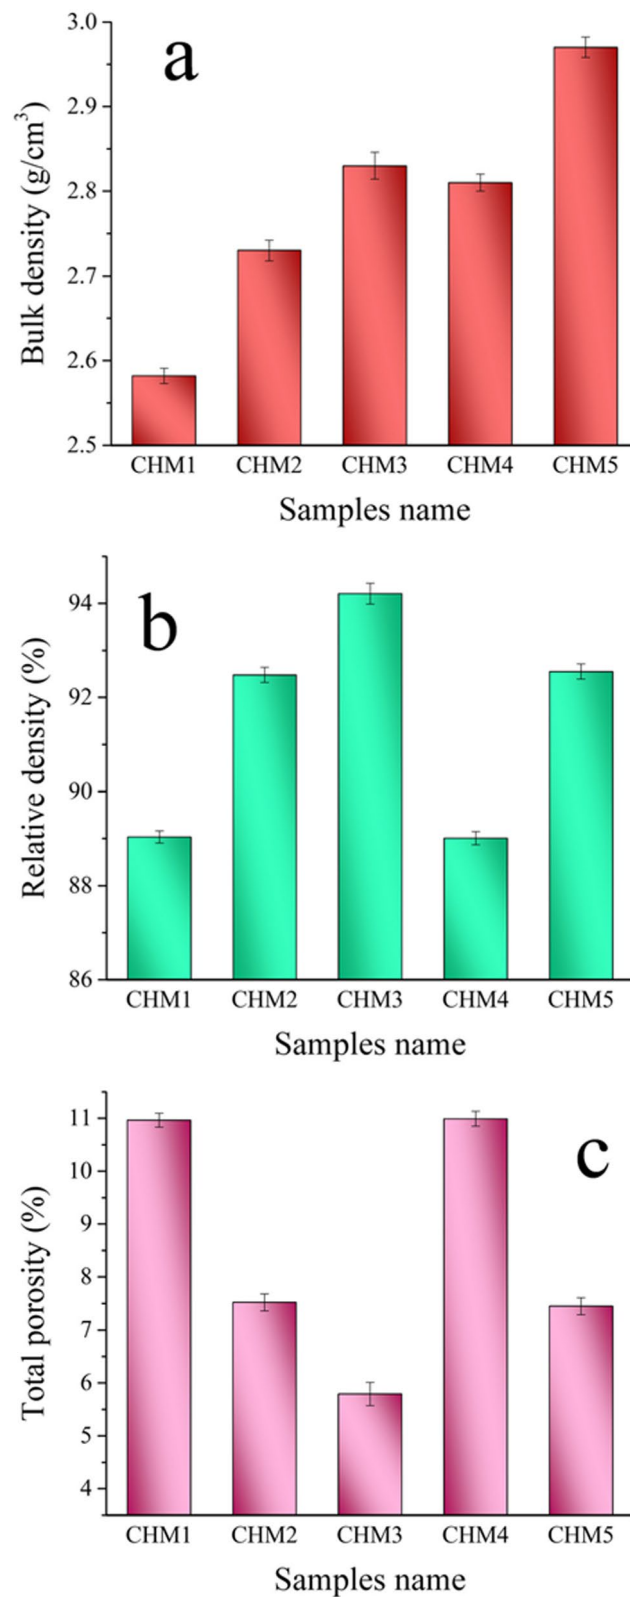 a
Bulk density (g/cm³)
3.0
2.9
2.8
2.7
2.6
2.5
CHM1 CHM2 CHM3 CHM4 CHM5
Samples name
b
Relative density (%)
94
92
90
88
86
CHM1 CHM2 CHM3 CHM4 CHM5
Samples name
c
Total porosity (%)
11
10
9
8
7
6
5
4
CHM1 CHM2 CHM3 CHM4 CHM5
Samples name